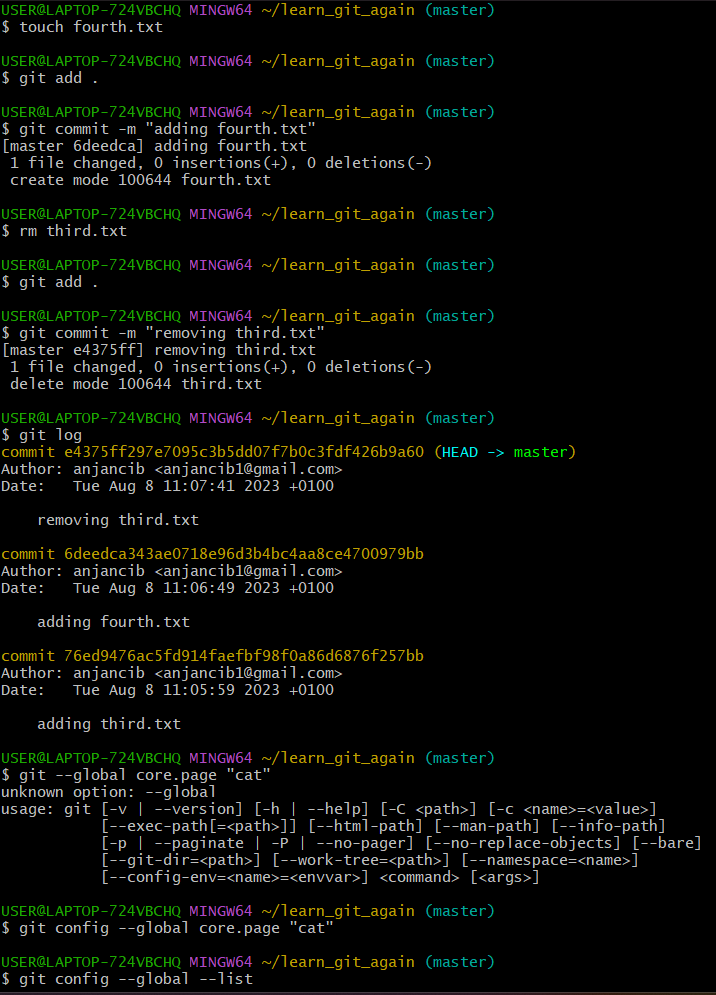 USER@LAPTOP-724VBCHQ MINGW64 ~/learn_git_again (master)
$ touch fourth.txt
USER@LAPTOP-724VBCHQ MINGW64 ~/learn_git_again (master)
$ git add .
USER@LAPTOP-724VBCHQ MINGW64 ~/learn_git_again (master)
$ git commit -m "adding fourth.txt"
[master 6deedca] adding fourth.txt
 1 file changed, 0 insertions(+), 0 deletions(-)
 create mode 100644 fourth.txt
USER@LAPTOP-724VBCHQ MINGW64 ~/learn_git_again (master)
$ rm third.txt
USER@LAPTOP-724VBCHQ MINGW64 ~/learn_git_again (master)
$ git add .
USER@LAPTOP-724VBCHQ MINGW64 ~/learn_git_again (master)
$ git commit -m "removing third.txt"
[master e4375ff] removing third.txt
 1 file changed, 0 insertions(+), 0 deletions(-)
 delete mode 100644 third.txt
USER@LAPTOP-724VBCHQ MINGW64 ~/learn_git_again (master)
$ git log
commit e4375ff297e7095c3b5dd07f7b0c3fdf426b9a60 (HEAD -> master)
Author: anjancib <anjancib1@gmail.com>
Date:   Tue Aug 8 11:07:41 2023 +0100
    removing third.txt
commit 6deedca343ae0718e96d3b4bc4aa8ce4700979bb
Author: anjancib <anjancib1@gmail.com>
Date:   Tue Aug 8 11:06:49 2023 +0100
    adding fourth.txt
commit 76ed9476ac5fd914faefbf98f0a86d6876f257bb
Author: anjancib <anjancib1@gmail.com>
Date:   Tue Aug 8 11:05:59 2023 +0100
    adding third.txt
USER@LAPTOP-724VBCHQ MINGW64 ~/learn_git_again (master)
$ git --global core.page "cat"
unknown option: --global
usage: git [-v | --version] [-h | --help] [-C <path>] [-c <name>=<value>]
           [--exec-path[=<path>]] [--html-path] [--man-path] [--info-path]
           [-p | --paginate | -P | --no-pager] [--no-replace-objects] [--bare]
           [--git-dir=<path>] [--work-tree=<path>] [--namespace=<name>]
           [--config-env=<name>=<envvar>] <command> [<args>]
USER@LAPTOP-724VBCHQ MINGW64 ~/learn_git_again (master)
$ git config --global core.page "cat"
USER@LAPTOP-724VBCHQ MINGW64 ~/learn_git_again (master)
$ git config --global --list